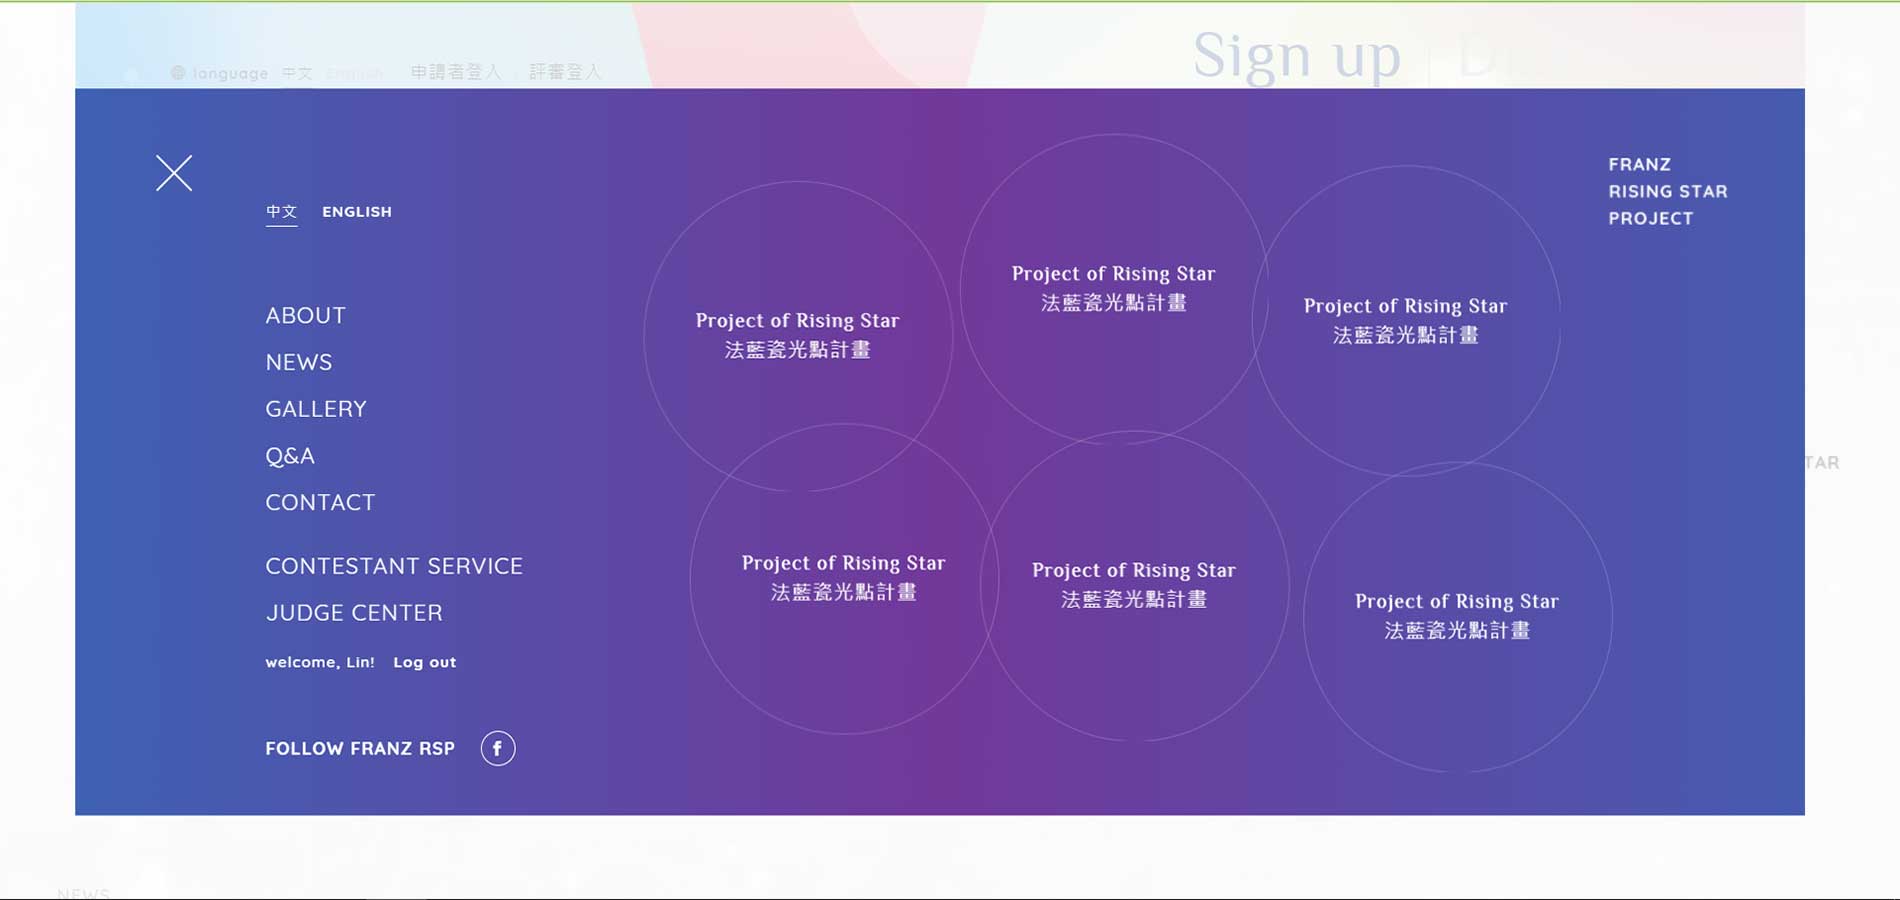 language 中文 English 申請者登入 評審登入
Sign up
中文 ENGLISH
ABOUT
NEWS
GALLERY
Q&A
CONTACT
CONTESTANT SERVICE
JUDGE CENTER
welcome, Lin! Log out
FOLLOW FRANZ RSP
Project of Rising Star
法藍瓷光點計畫
Project of Rising Star
法藍瓷光點計畫
Project of Rising Star
法藍瓷光點計畫
Project of Rising Star
法藍瓷光點計畫
Project of Rising Star
法藍瓷光點計畫
Project of Rising Star
法藍瓷光點計畫
FRANZ
RISING STAR
PROJECT
TAR
NEWS